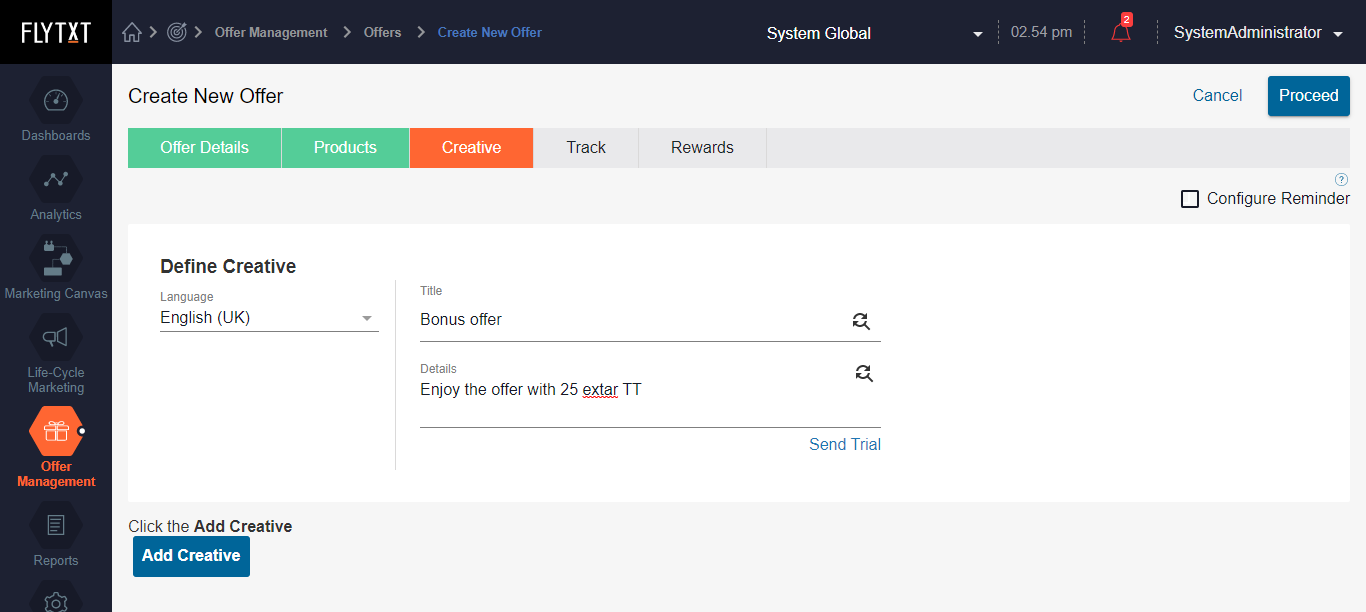 FLYTXT
Offer Management
Offers
Create New Offer
System Global
02.54 pm
2
SystemAdministrator
Dashboards
Analytics
Marketing Canvas
Life-Cycle
Marketing
Offer
Management
Reports
Create New Offer
Cancel
Proceed
Offer Details
Products
Creative
Track
Rewards
?
Configure Reminder
Define Creative
Language
English (UK)
Title
Bonus offer
Details
Enjoy the offer with 25 extar TT
Send Trial
Click the Add Creative
Add Creative